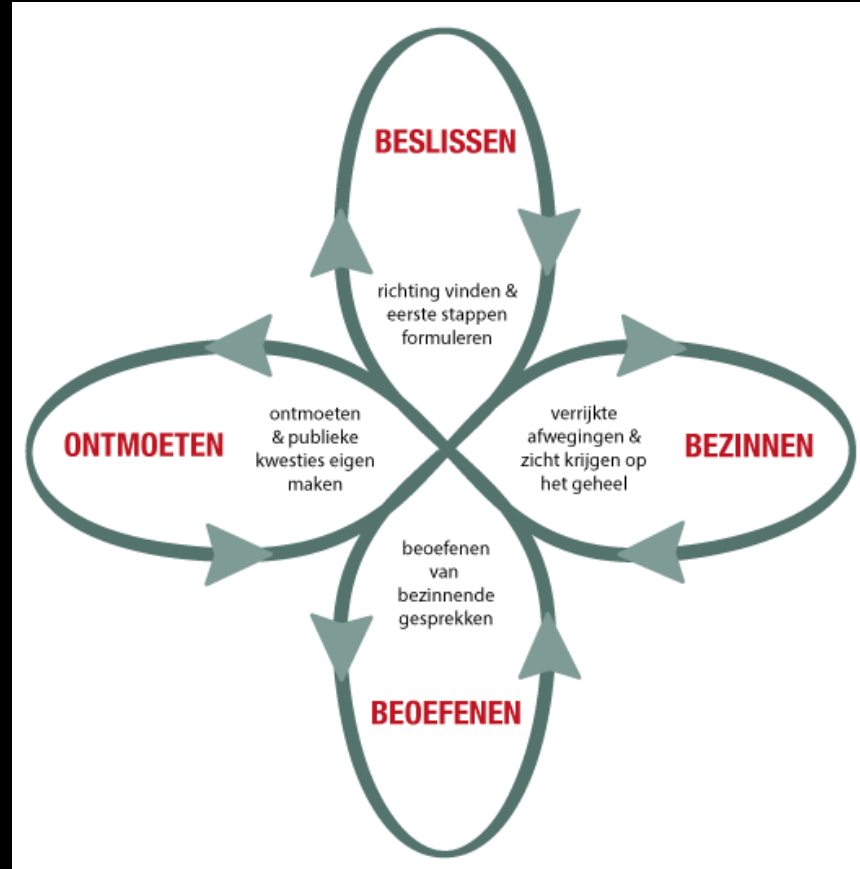 BESLISSEN
richting vinden &
eerste stappen
formuleren
ONTMOETEN
ontmoeten
& publieke
kwesties eigen
maken
verrijkte
afwegingen &
zicht krijgen op
het geheel
BEZINNEN
beoefenen
van
bezinnende
gesprekken
BEOEFENEN